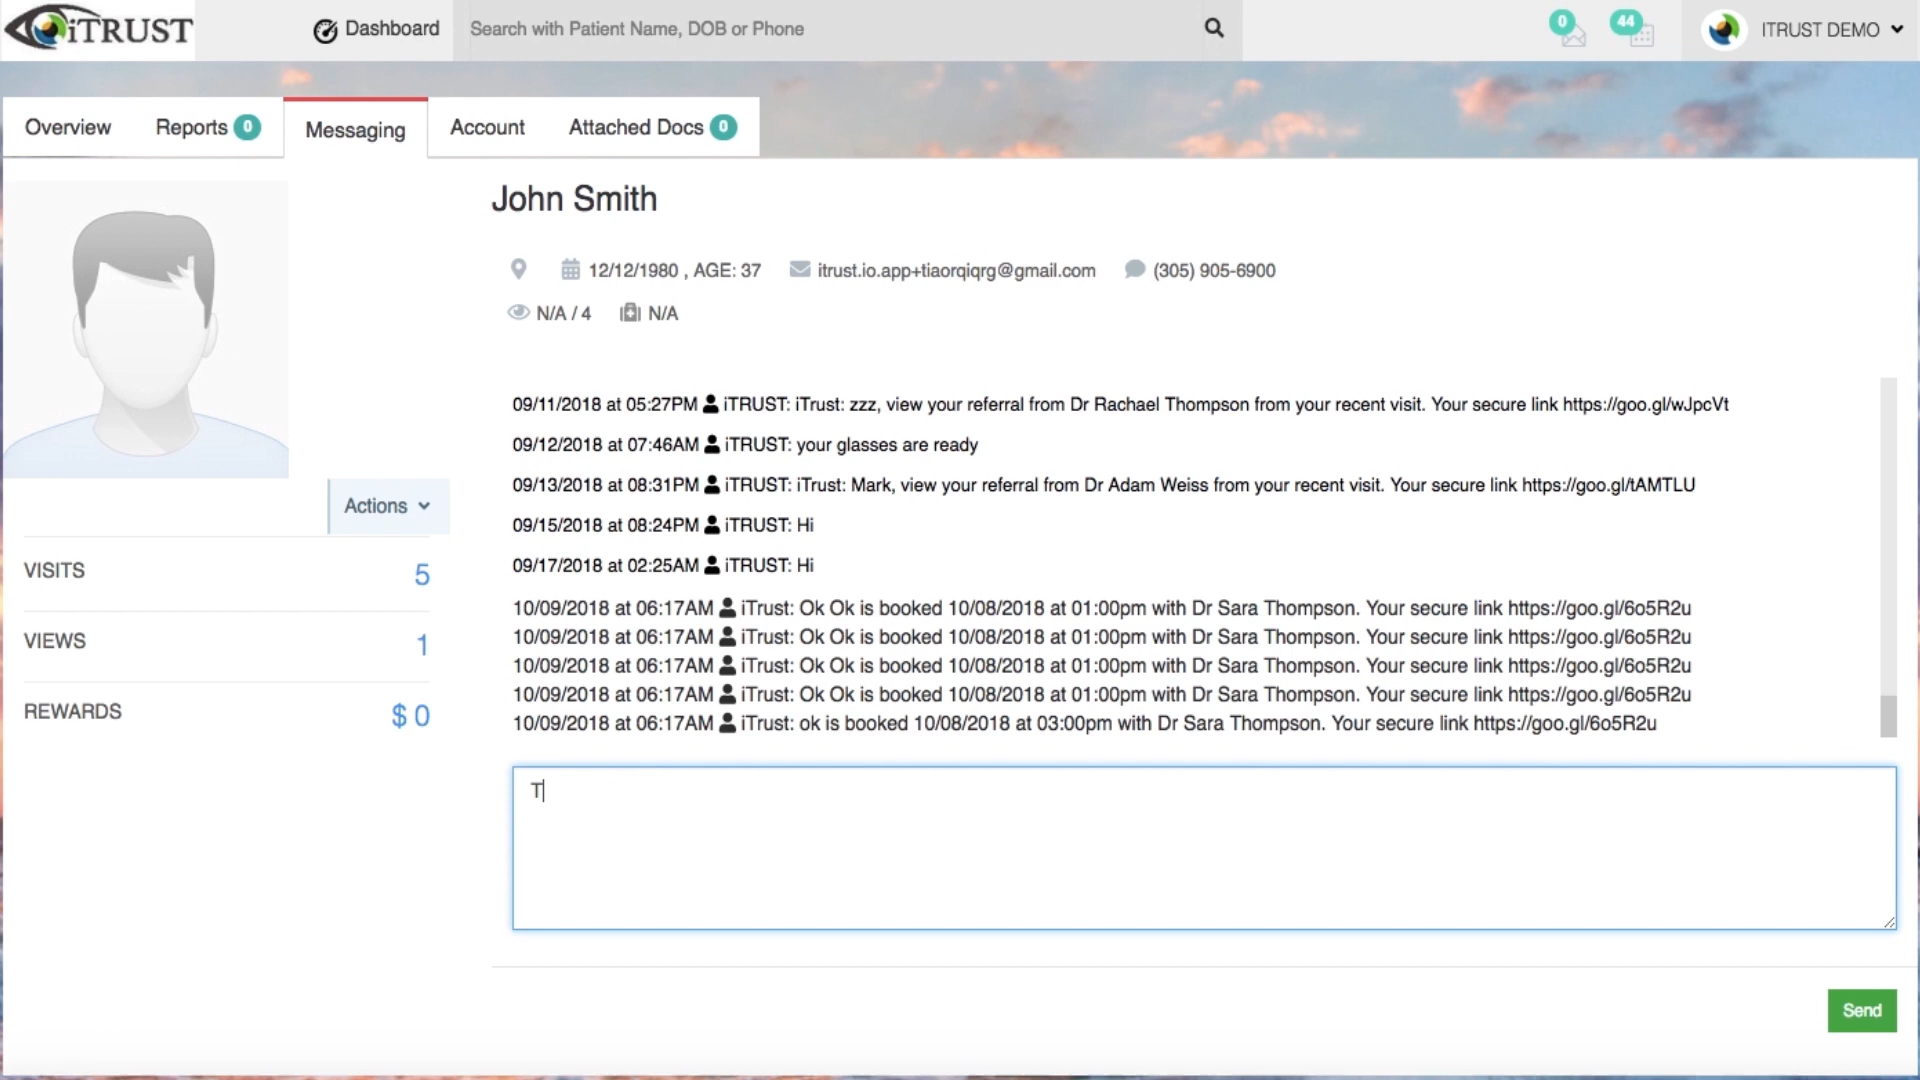 iTRUST
Dashboard
Search with Patient Name, DOB or Phone
0
44
ITRUST DEMO
Overview
Reports 0
Messaging
Account
Attached Docs 0
John Smith
12/12/1980 , AGE: 37
itrust.io.app+tiaorqiqrg@gmail.com
(305) 905-6900
N/A / 4
N/A
09/11/2018 at 05:27PM iTRUST: iTrust: zzz, view your referral from Dr Rachael Thompson from your recent visit. Your secure link https://goo.gl/wJpcVt
09/12/2018 at 07:46AM iTRUST: your glasses are ready
09/13/2018 at 08:31PM iTRUST: iTrust: Mark, view your referral from Dr Adam Weiss from your recent visit. Your secure link https://goo.gl/tAMTLU
09/15/2018 at 08:24PM iTRUST: Hi
09/17/2018 at 02:25AM iTRUST: Hi
10/09/2018 at 06:17AM iTrust: Ok Ok is booked 10/08/2018 at 01:00pm with Dr Sara Thompson. Your secure link https://goo.gl/6o5R2u
10/09/2018 at 06:17AM iTrust: Ok Ok is booked 10/08/2018 at 01:00pm with Dr Sara Thompson. Your secure link https://goo.gl/6o5R2u
10/09/2018 at 06:17AM iTrust: Ok Ok is booked 10/08/2018 at 01:00pm with Dr Sara Thompson. Your secure link https://goo.gl/6o5R2u
10/09/2018 at 06:17AM iTrust: Ok Ok is booked 10/08/2018 at 01:00pm with Dr Sara Thompson. Your secure link https://goo.gl/6o5R2u
10/09/2018 at 06:17AM iTrust: ok is booked 10/08/2018 at 03:00pm with Dr Sara Thompson. Your secure link https://goo.gl/6o5R2u
Actions
VISITS 5
VIEWS 1
REWARDS $ 0
T
Send